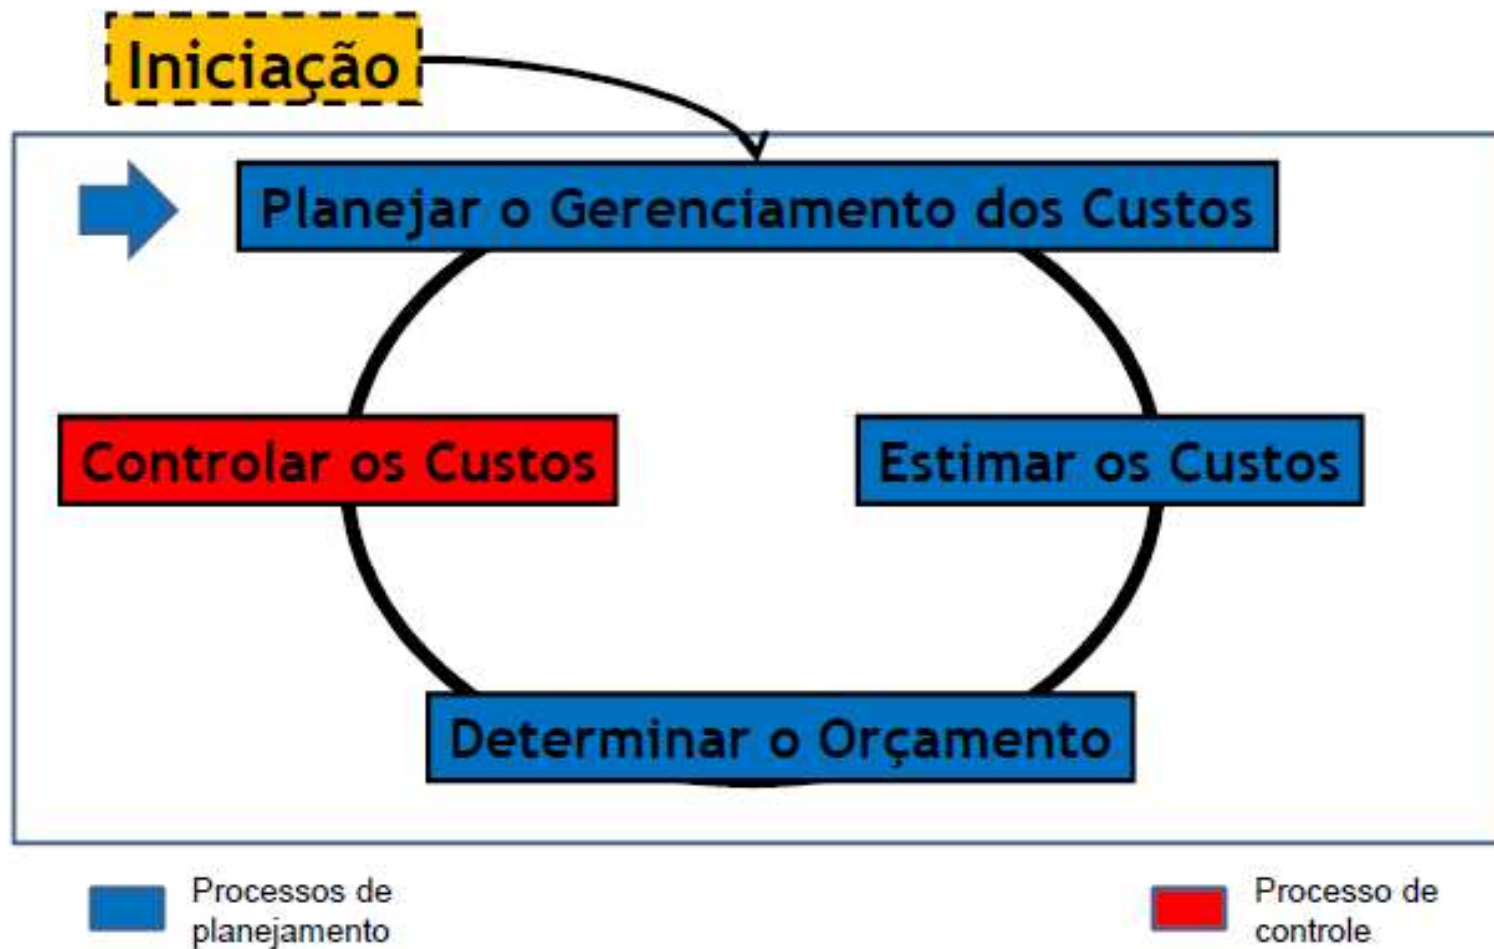 Iniciação
Planejar o Gerenciamento dos Custos
Controlar os Custos
Estimar os Custos
Determinar o Orçamento
Processos de
planejamento
Processo de
controle